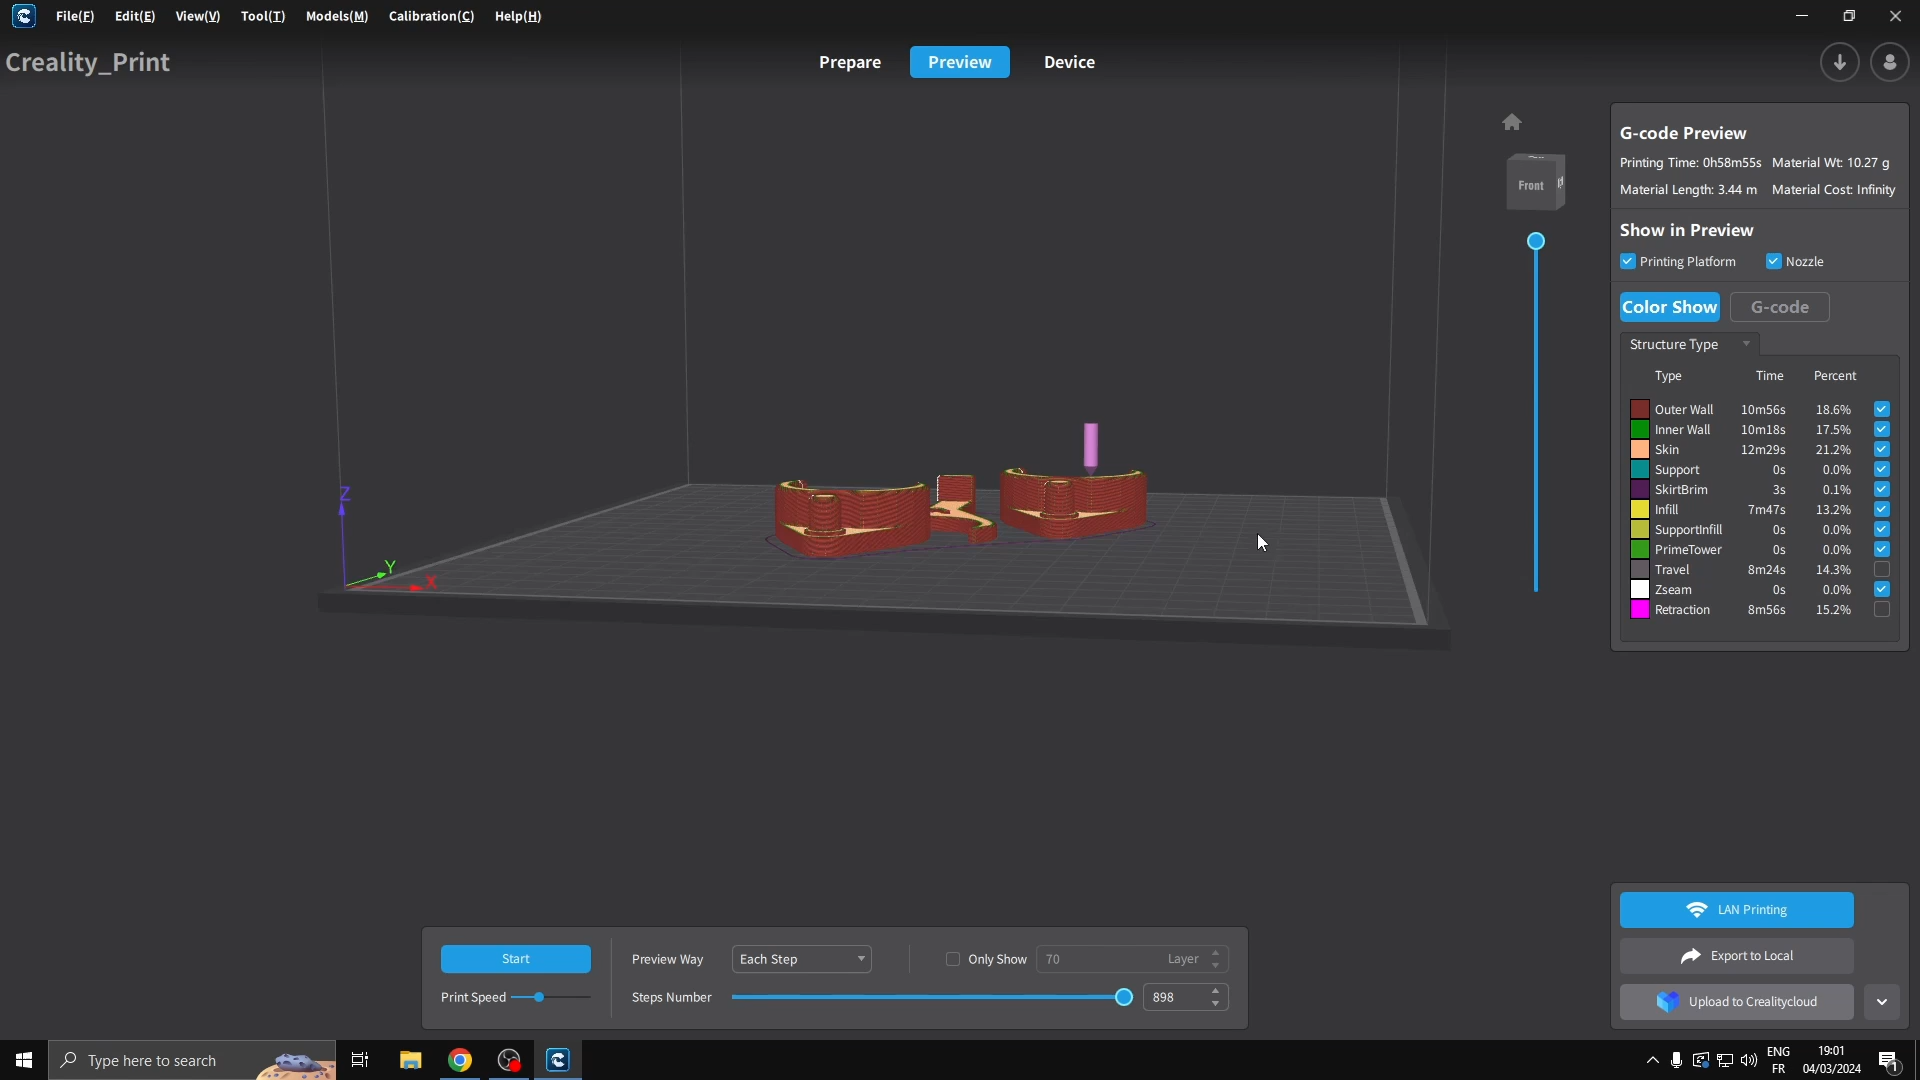 File(F) Edit(E) View(V) Tool(T) Models(M) Calibration(C) Help(H)
Creality_Print
Prepare Preview Device
G-code Preview
Printing Time: 0h58m55s Material Wt: 10.27 g
Material Length: 3.44 m Material Cost: Infinity
Front
Show in Preview
Printing Platform Nozzle
Color Show G-code
Structure Type
Type Time Percent
Outer Wall 10m56s 18.6%
Inner Wall 10m18s 17.5%
Skin 12m29s 21.2%
Support 0s 0.0%
SkirtBrim 3s 0.1%
Infill 7m47s 13.2%
SupportInfill 0s 0.0%
PrimeTower 0s 0.0%
Travel 8m24s 14.3%
Zseam 0s 0.0%
Retraction 8m56s 15.2%
Z
Y
X
LAN Printing
Export to Local
Upload to Crealitycloud
Start Preview Way Each Step Only Show 70 Layer
Print Speed Steps Number 898
Type here to search
ENG
FR
19:01
04/03/2024
1